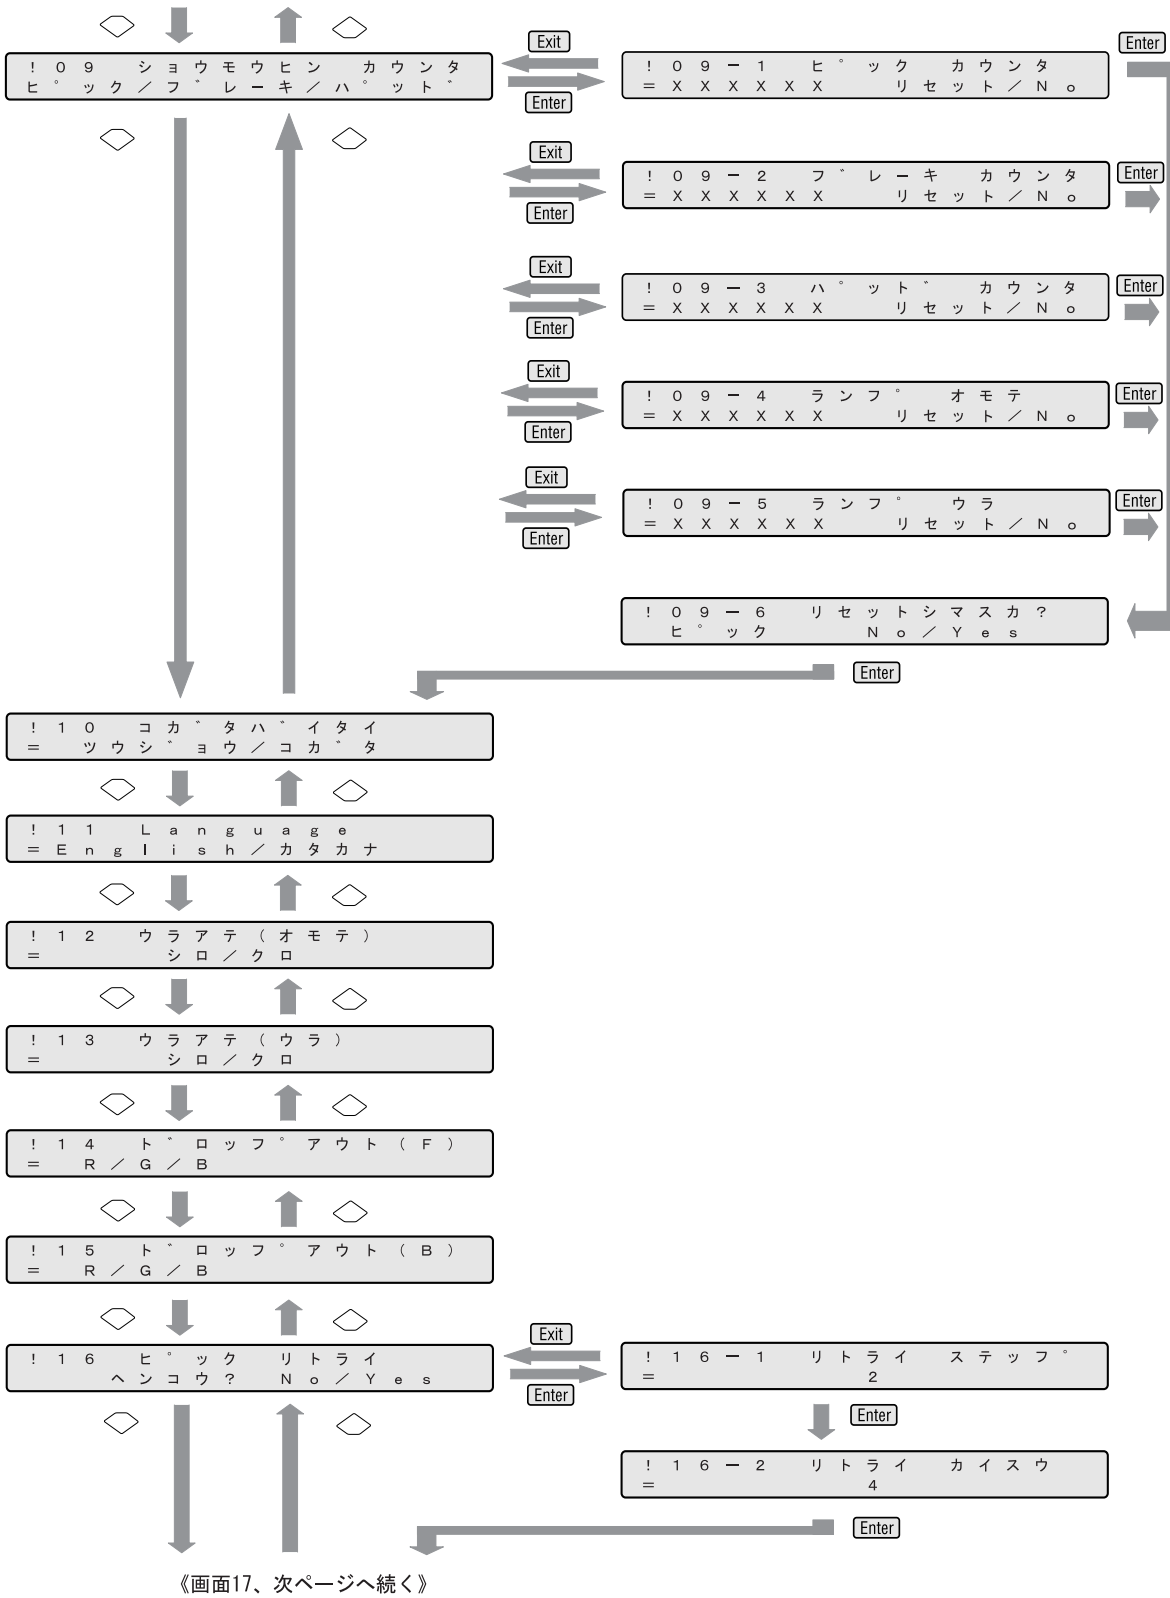 !09 ショウモウヒン カウンタ
ピック/ブレーキ/パッド
Exit
Enter
!09-1 ピック カウンタ
=XXXXXX リセット/No
Enter
Exit
Enter
!09-2 ブレーキ カウンタ
=XXXXXX リセット/No
Enter
Exit
Enter
!09-3 パッド カウンタ
=XXXXXX リセット/No
Enter
Exit
Enter
!09-4 ランプ オモテ
=XXXXXX リセット/No
Enter
Exit
Enter
!09-5 ランプ ウラ
=XXXXXX リセット/No
Enter
!09-6 リセットシマスカ?
ピック No/Yes
Enter
!10 コガタバイタイ
= ツウジョウ/コガタ
!11 Language
=English/カタカナ
!12 ウラアテ(オモテ)
= シロ/クロ
!13 ウラアテ(ウラ)
= シロ/クロ
!14 ドロップアウト(F)
= R/G/B
!15 ドロップアウト(B)
= R/G/B
!16 ピック リトライ
ヘンコウ? No/Yes
Exit
Enter
!16-1 リトライ ステップ
= 2
Enter
!16-2 リトライ カイスウ
= 4
Enter
《画面17、次ページへ続く》